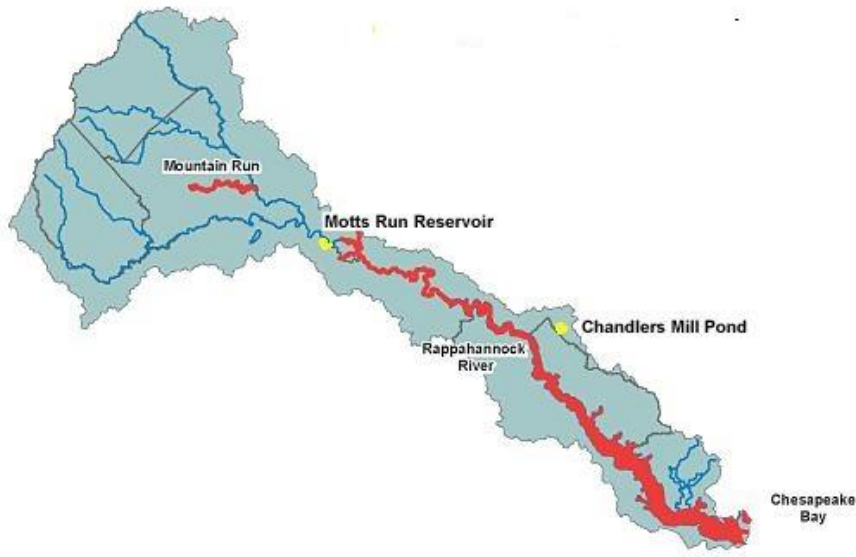 Mountain Run
Motts Run Reservoir
Chandlers Mill Pond
Rappahannock
River
Chesapeake
Bay